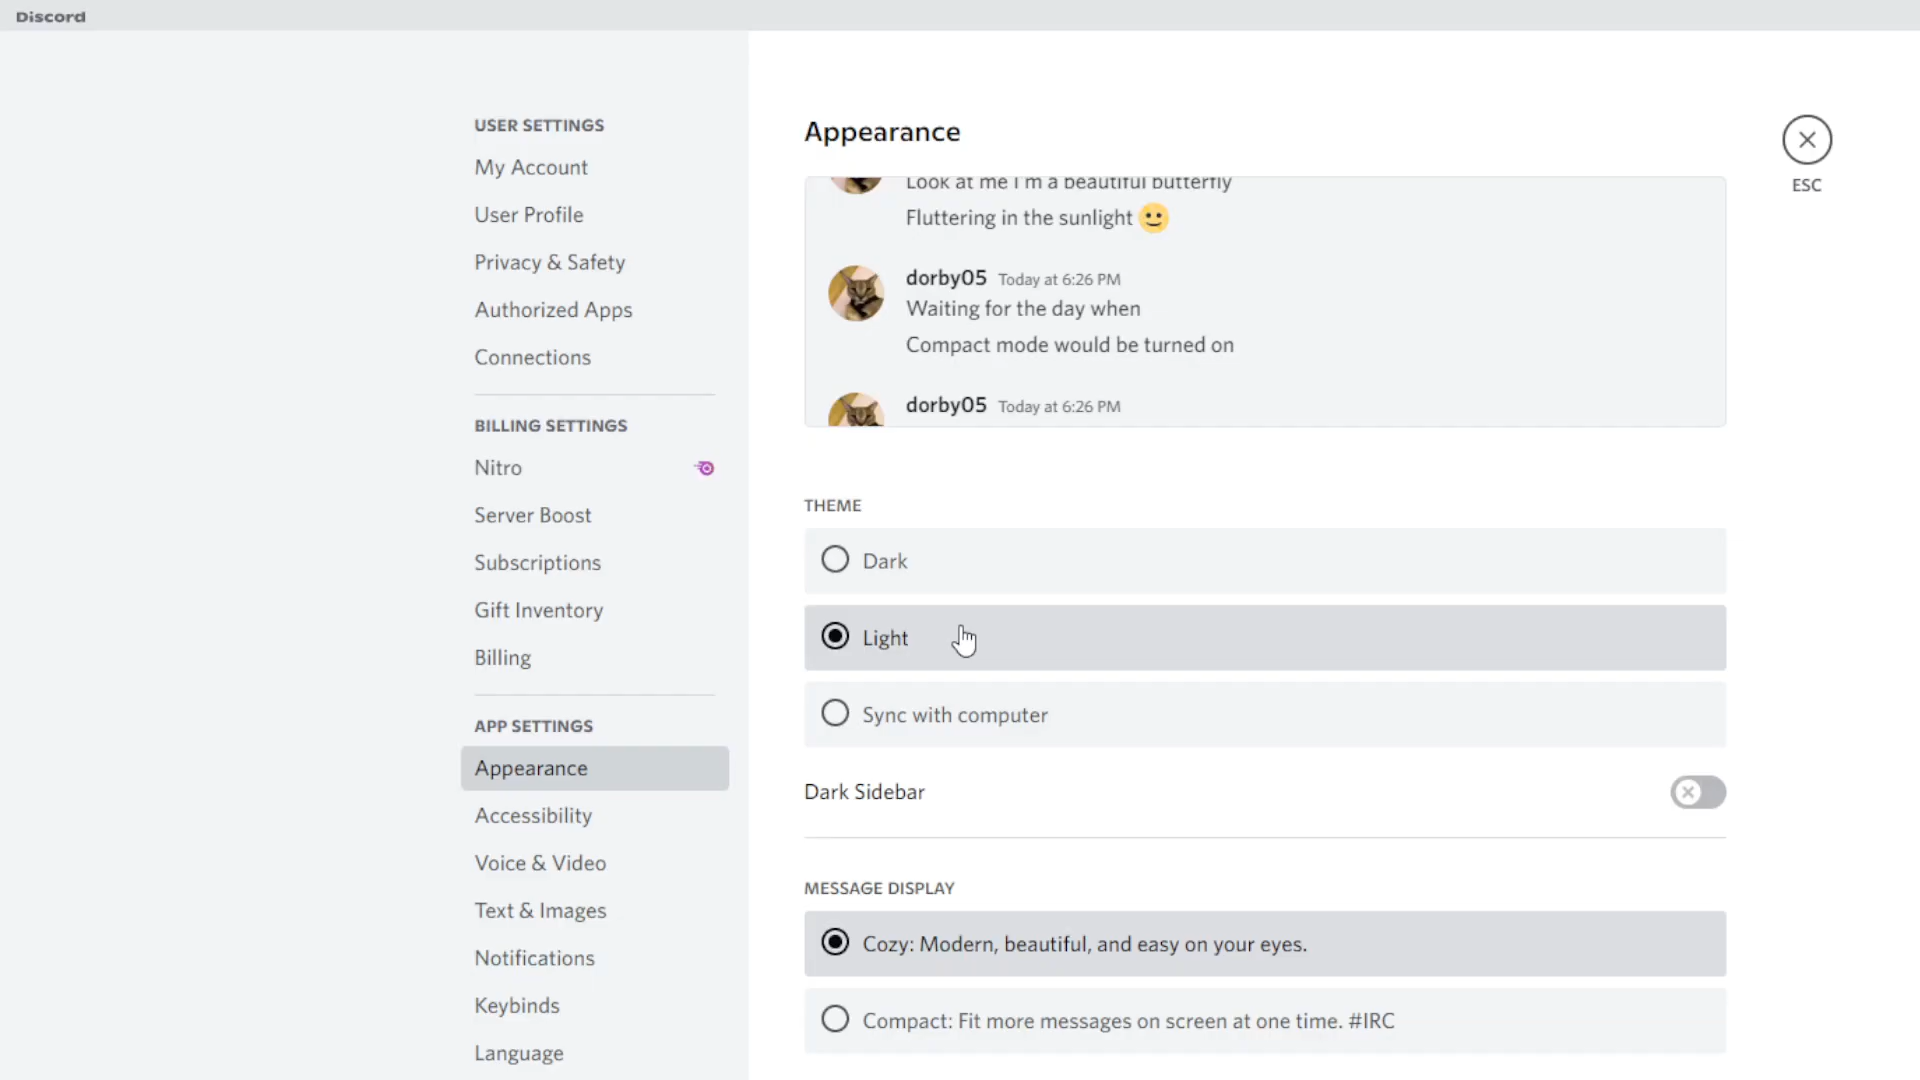 Discord
USER SETTINGS
My Account
User Profile
Privacy & Safety
Authorized Apps
Connections
BILLING SETTINGS
Nitro
Server Boost
Subscriptions
Gift Inventory
Billing
APP SETTINGS
Appearance
Accessibility
Voice & Video
Text & Images
Notifications
Keybinds
Language
Appearance
Look at me I'm a beautiful butterfly
Fluttering in the sunlight
dorby05 Today at 6:26 PM
Waiting for the day when
Compact mode would be turned on
dorby05 Today at 6:26 PM
THEME
Dark
Light
Sync with computer
Dark Sidebar
MESSAGE DISPLAY
Cozy: Modern, beautiful, and easy on your eyes.
Compact: Fit more messages on screen at one time. #IRC
ESC